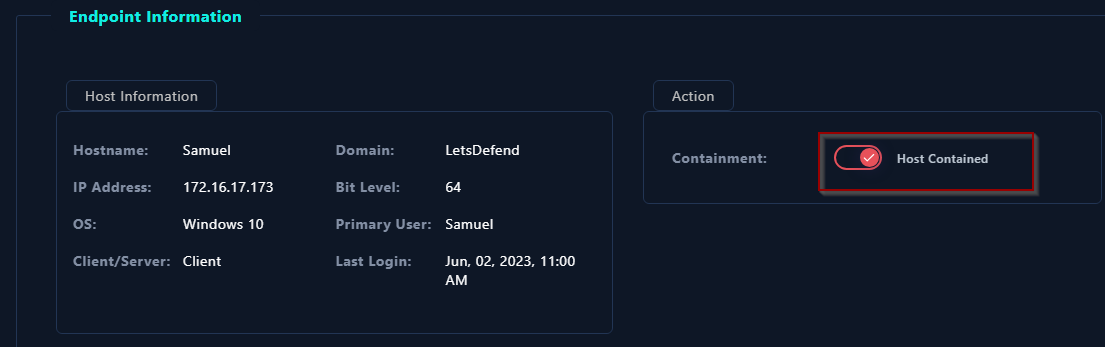 Endpoint Information
Host Information
Hostname: Samuel Domain: LetsDefend
IP Address: 172.16.17.173 Bit Level: 64
OS: Windows 10 Primary User: Samuel
Client/Server: Client Last Login: Jun, 02, 2023, 11:00
AM
Action
Containment: Host Contained